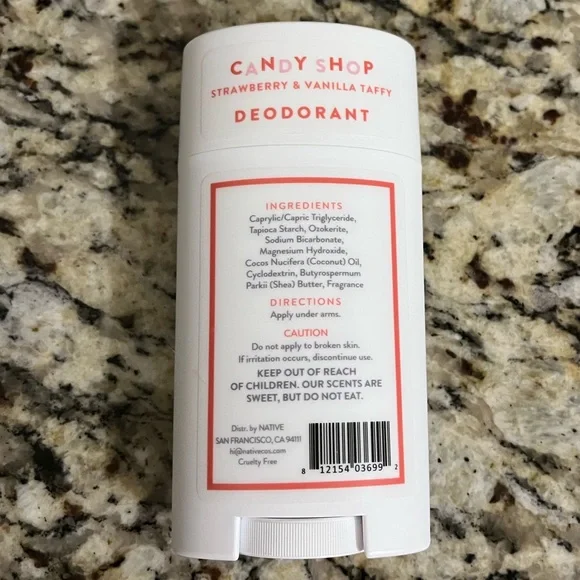 CANDY SHOP
STRAWBERRY & VANILLA TAFFY
DEODORANT
INGREDIENTS
Caprylic/Capric Triglyceride,
Tapioca Starch, Ozokerite,
Sodium Bicarbonate,
Magnesium Hydroxide,
Cocos Nucifera (Coconut) Oil,
Cyclodextrin, Butyrospermum
Parkii (Shea) Butter, Fragrance
DIRECTIONS
Apply under arms.
CAUTION
Do not apply to broken skin.
If irritation occurs, discontinue use.
KEEP OUT OF REACH
OF CHILDREN. OUR SCENTS ARE
SWEET, BUT DO NOT EAT.
Distr. by NATIVE
SAN FRANCISCO, CA 94111
hi@nativecos.com
Cruelty Free
8 12154 03699 2